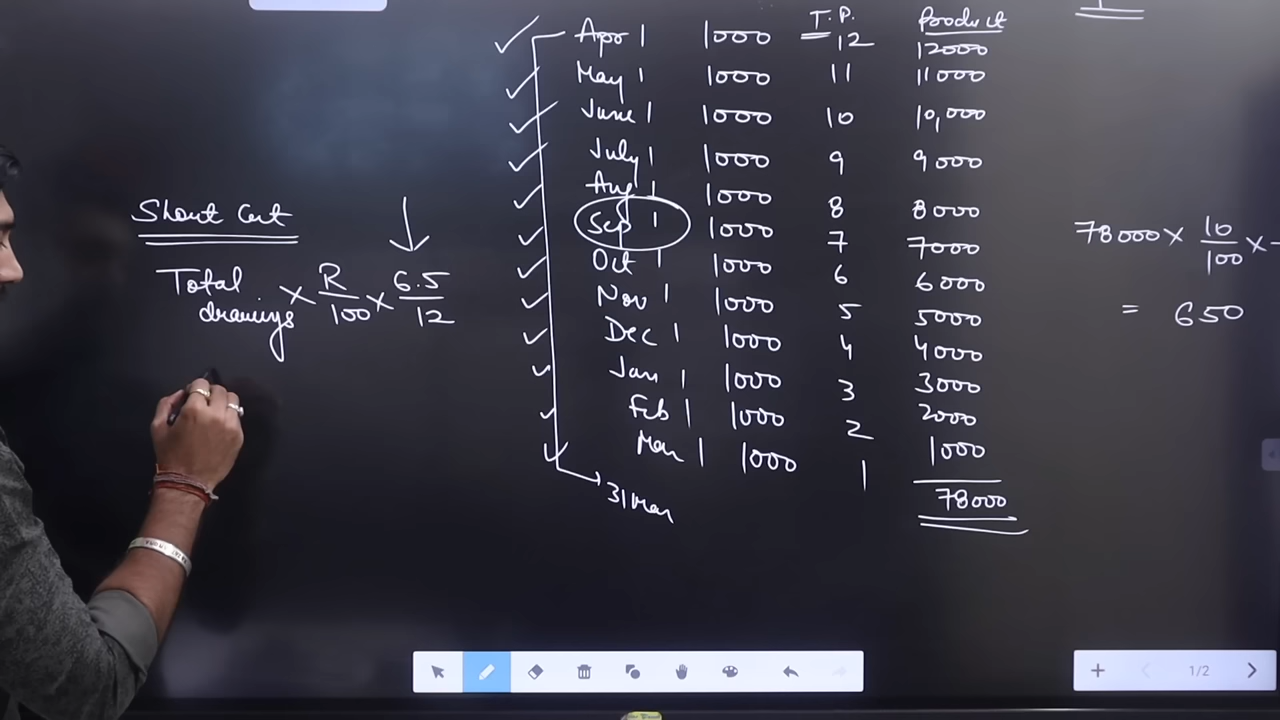 Short Cut
Total drawings × R/100 × 6.5/12
T.P. Product
Apr 1 1000 12 12000
May 1 1000 11 11000
June 1 1000 10 10,000
July 1 1000 9 9000
Aug 1 1000 8 8000
Sep 1 1000 7 7000
Oct 1 1000 6 6000
Nov 1 1000 5 5000
Dec 1 1000 4 4000
Jan 1 1000 3 3000
Feb 1 1000 2 2000
Mar 1 1000 1 1000
31 Mar
78000
78000 × 10/100 ×
= 650
1/2